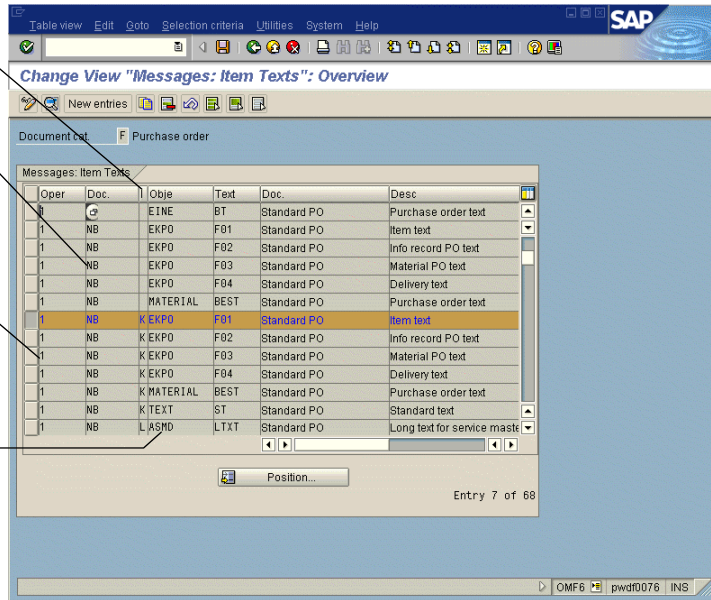 Table view Edit Goto Selection criteria Utilities System Help
SAP
Change View "Messages: Item Texts": Overview
New entries
Document cat. F Purchase order
Messages: Item Texts
Oper Doc. I Obje Text Doc. Desc
1 EINE BT Standard PO Purchase order text
1 NB EKPO F01 Standard PO Item text
1 NB EKPO F02 Standard PO Info record PO text
1 NB EKPO F03 Standard PO Material PO text
1 NB EKPO F04 Standard PO Delivery text
1 NB MATERIAL BEST Standard PO Purchase order text
1 NB K EKPO F01 Standard PO Item text
1 NB K EKPO F02 Standard PO Info record PO text
1 NB K EKPO F03 Standard PO Material PO text
1 NB K EKPO F04 Standard PO Delivery text
1 NB K MATERIAL BEST Standard PO Purchase order text
1 NB K TEXT ST Standard PO Standard text
1 NB L ASMD LTXT Standard PO Long text for service maste
Position...
Entry 7 of 68
OMF6 pwdf0076 INS